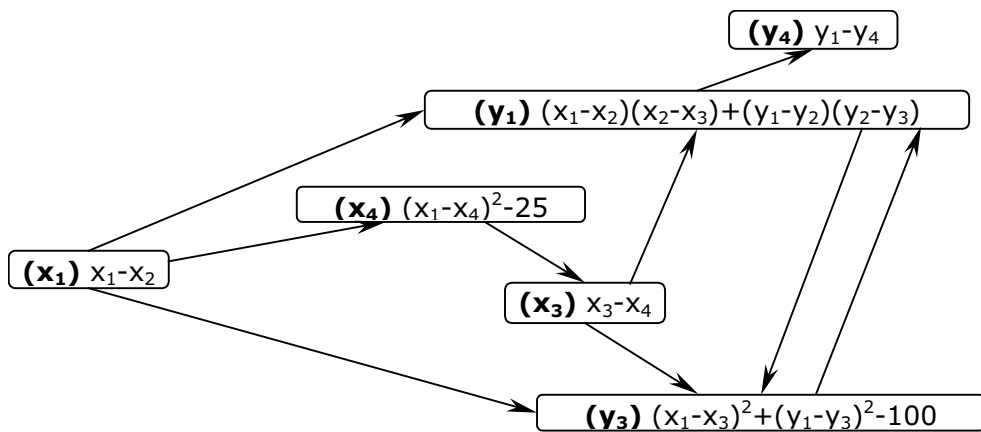 (y₄) y₁-y₄
(y₁) (x₁-x₂)(x₂-x₃)+(y₁-y₂)(y₂-y₃)
(x₄) (x₁-x₄)²-25
(x₁) x₁-x₂
(x₃) x₃-x₄
(y₃) (x₁-x₃)²+(y₁-y₃)²-100